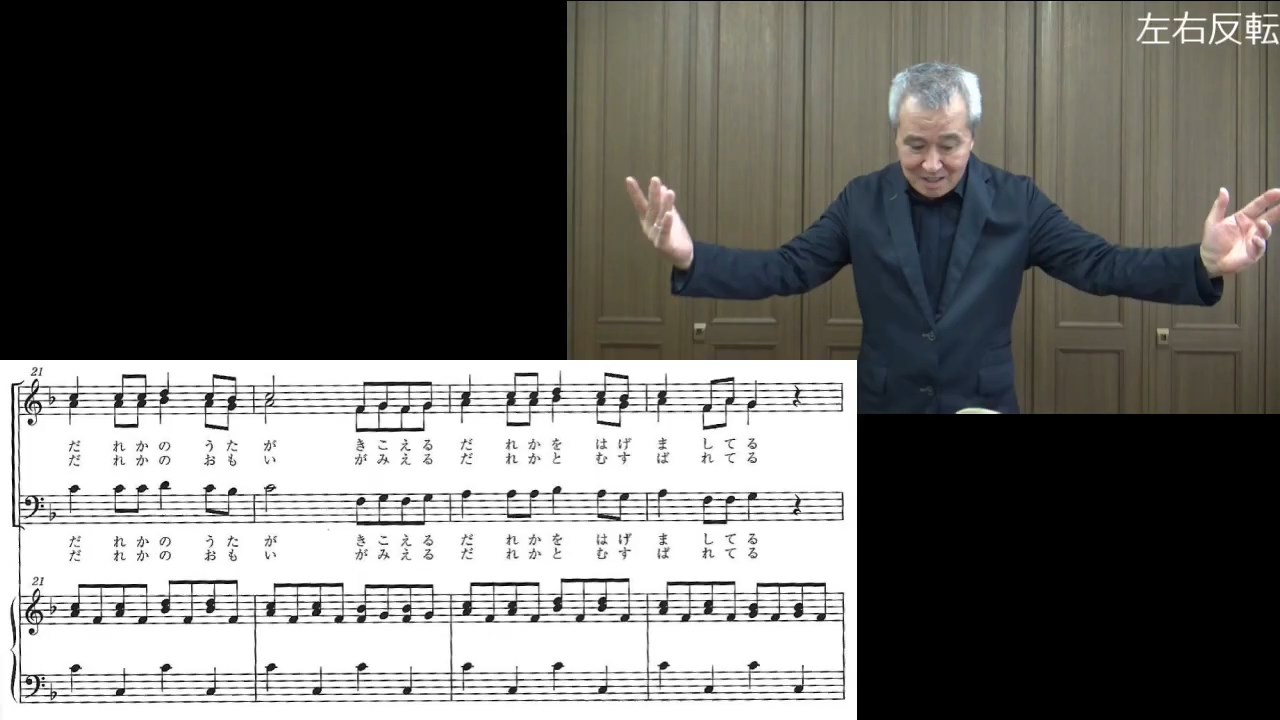 左右反転
21
だ れ か の う た が き こ え る だ れ か を は げ ま し て る
だ れ か の お も い が み え る だ れ か と む す ば れ て る
だ れ か の う た が き こ え る だ れ か を は げ ま し て る
だ れ か の お も い が み え る だ れ か と む す ば れ て る
21